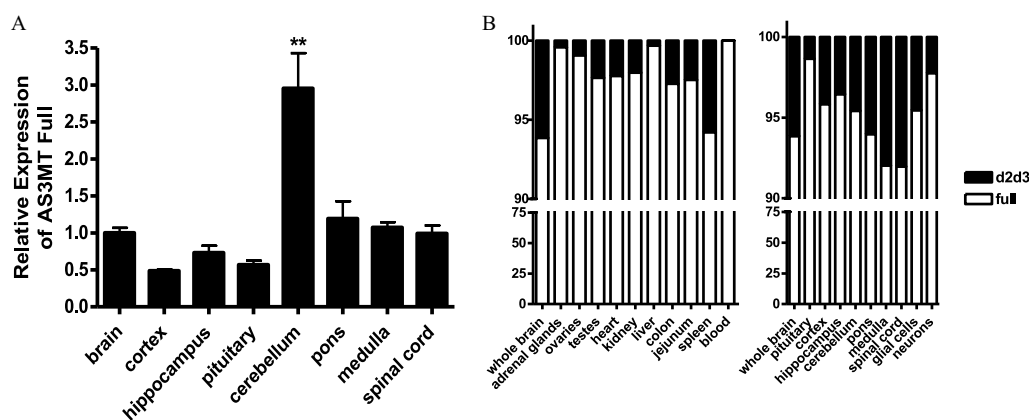 A
Relative Expression
of AS3MT Full
3.5
3.0
2.5
2.0
1.5
1.0
0.5
0.0
**
brain
cortex
hippocampus
pituitary
cerebellum
pons
medulla
spinal cord
B
100
95
90
75
50
25
0
whole brain
adrenal glands
ovaries
testes
heart
kidney
liver
colon
jejunum
spleen
blood
100
95
90
75
50
25
0
whole brain
pituitary
cortex
hippocampus
cerebellum
pons
medulla
spinal cord
glial cells
neurons
d2d3
full